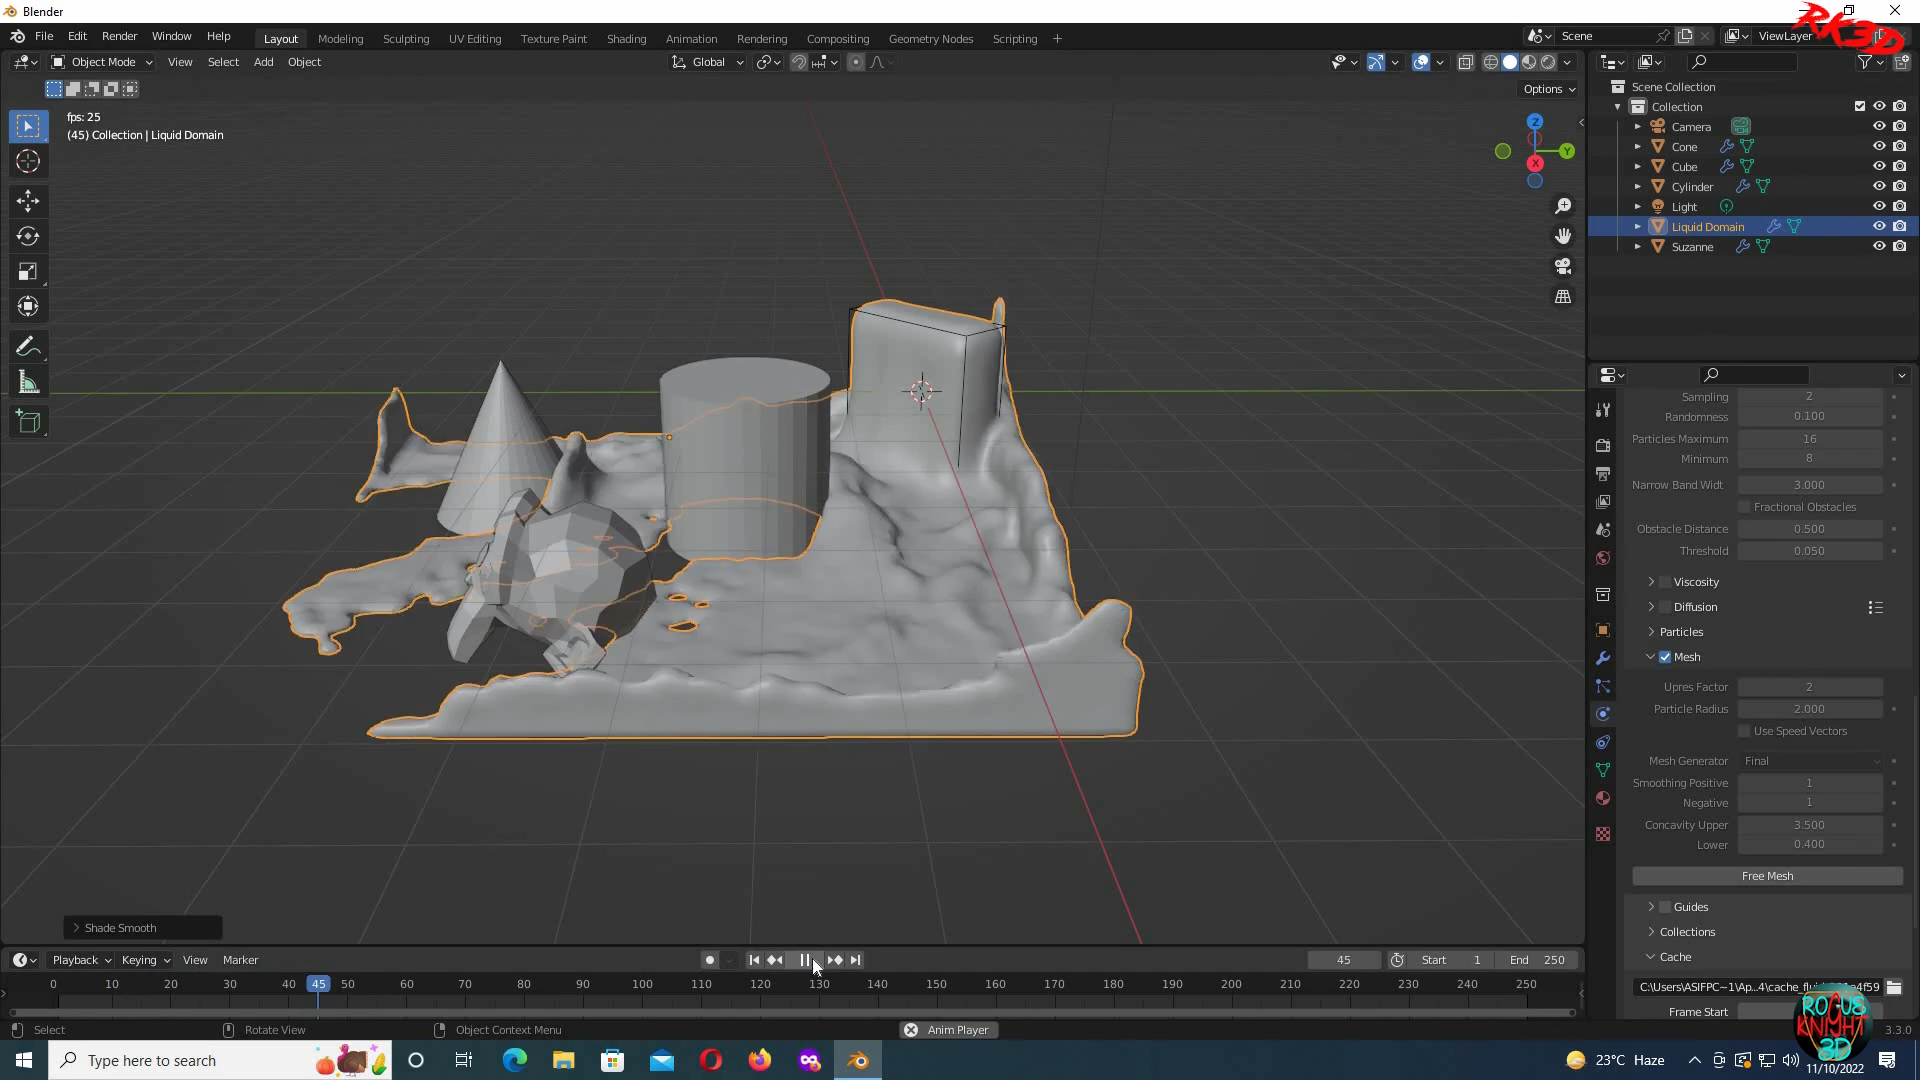 Blender
File Edit Render Window Help
Layout Modeling Sculpting UV Editing Texture Paint Shading Animation Rendering Compositing Geometry Nodes Scripting +
Scene ViewLayer
RK3D
Object Mode View Select Add Object Global
Options
fps: 25
(45) Collection | Liquid Domain
Z
Y
X
Scene Collection
Collection
Camera
Cone
Cube
Cylinder
Light
Liquid Domain
Suzanne
Sampling 2
Randomness 0.100
Particles Maximum 16
Minimum 8
Narrow Band Widt 3.000
Fractional Obstacles
Obstacle Distance 0.500
Threshold 0.050
Viscosity
Diffusion
Particles
Mesh
Upres Factor 2
Particle Radius 2.000
Use Speed Vectors
Mesh Generator Final
Smoothing Positive 1
Negative 1
Concavity Upper 3.500
Lower 0.400
Free Mesh
Guides
Collections
Cache
Frame Start
Shade Smooth
Playback Keying View Marker 45 Start 1 End 250
0 10 20 30 40 45 50 60 70 80 90 100 110 120 130 140 150 160 170 180 190 200 210 220 230 240 250
Select Rotate View Object Context Menu Anim Player 3.3.0
ROGUE
KNIGHT
3D
Type here to search
23°C Haze
11/10/2022